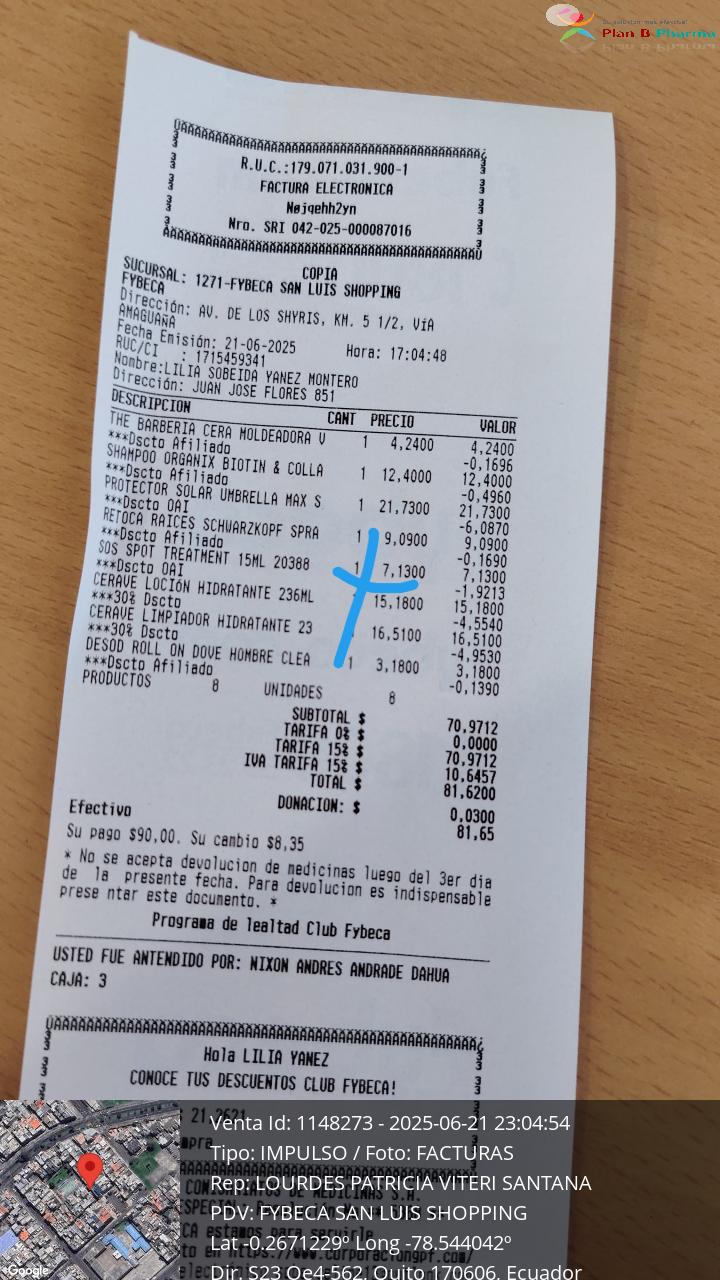 Plan B Pharma
R.U.C.:179.071.031.900-1
FACTURA ELECTRONICA
Nøjqehh2yn
Nro. SRI 042-025-000087016
COPIA
SUCURSAL: 1271-FYBECA SAN LUIS SHOPPING
FYBECA
Dirección: AV. DE LOS SHYRIS, KM. 5 1/2, VíA
AMAGUAÑA
Fecha Emisión: 21-06-2025 Hora: 17:04:48
RUC/CI : 1715459341
Nombre:LILIA SOBEIDA YANEZ MONTERO
Dirección: JUAN JOSE FLORES 851
DESCRIPCION CANT PRECIO VALOR
THE BARBERIA CERA MOLDEADORA V 1 4,2400 4,2400
***Dscto Afiliado -0,1696
SHAMPOO ORGANIX BIOTIN & COLLA 1 12,4000 12,4000
***Dscto Afiliado -0,4960
PROTECTOR SOLAR UMBRELLA MAX S 1 21,7300 21,7300
***Dscto OAI -6,0870
RETOCA RAICES SCHWARZKOPF SPRA 1 9,0900 9,0900
***Dscto Afiliado -0,1690
SOS SPOT TREATMENT 15ML 20388 1 7,1300 7,1300
***Dscto OAI -1,9213
CERAVE LOCIÓN HIDRATANTE 236ML 15,1800 15,1800
***30% Dscto -4,5540
CERAVE LIMPIADOR HIDRATANTE 23 16,5100 16,5100
***30% Dscto -4,9530
DESOD ROLL ON DOVE HOMBRE CLEA 1 3,1800 3,1800
***Dscto Afiliado -0,1390
PRODUCTOS 8 UNIDADES 8
SUBTOTAL $ 70,9712
TARIFA 0% $ 0,0000
TARIFA 15% $ 70,9712
IVA TARIFA 15% $ 10,6457
TOTAL $ 81,6200
DONACION: $ 0,0300
Efectivo 81,65
Su pago $90,00. Su cambio $8,35
* No se acepta devolucion de medicinas luego del 3er dia
de la presente fecha. Para devolucion es indispensable
prese ntar este documento. *
Programa de lealtad Club Fybeca
USTED FUE ANTENDIDO POR: NIXON ANDRES ANDRADE DAHUA
CAJA: 3
Hola LILIA YANEZ
CONOCE TUS DESCUENTOS CLUB FYBECA!
Venta Id: 1148273 - 2025-06-21 23:04:54
Tipo: IMPULSO / Foto: FACTURAS
Rep: LOURDES PATRICIA VITERI SANTANA
PDV: FYBECA SAN LUIS SHOPPING
Lat -0.2671229º Long -78.544042º
Dir: S23 Oe4-562, Quito 170606, Ecuador
Google